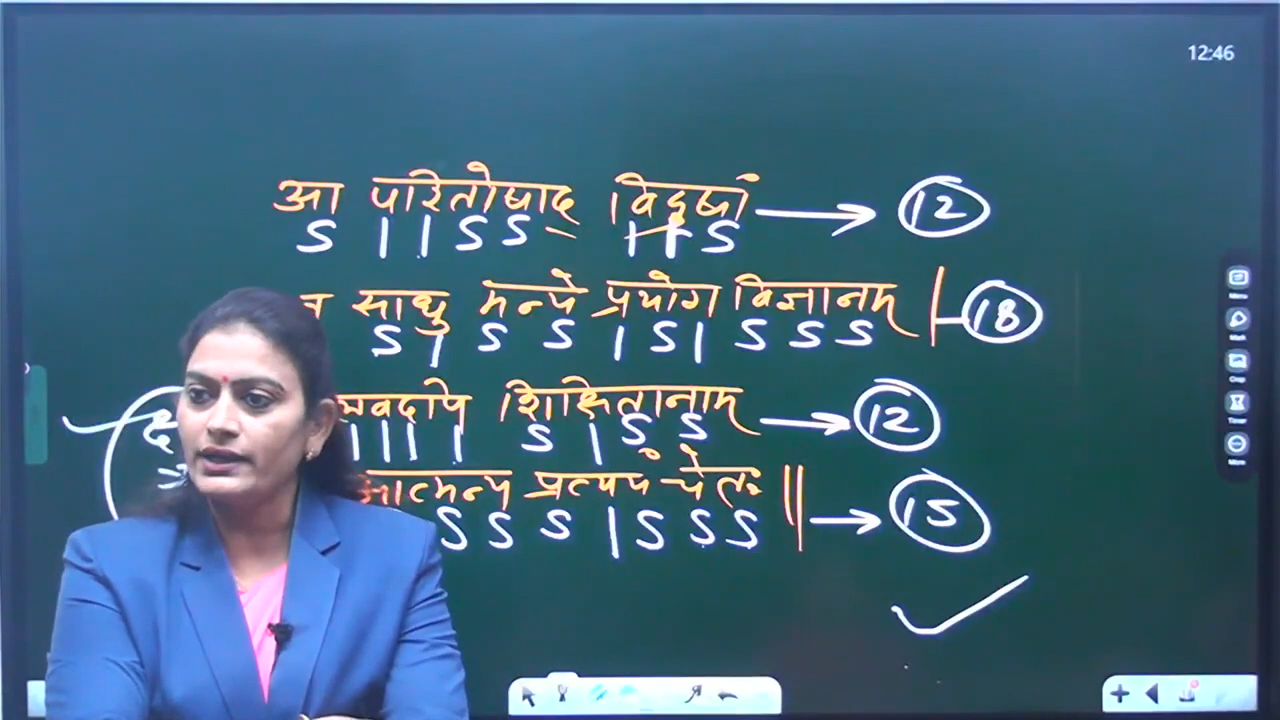 12:46
आ परितोषाद् विदुषां → 12
S | | S S | | S
साधु मन्ये प्रयोग विज्ञानम् | - 18
S | S S | S | S S S
शिक्षितानाम् → 12
| | | | S | S S
प्रत्ययं चेतः || → 15
S S S | S S S